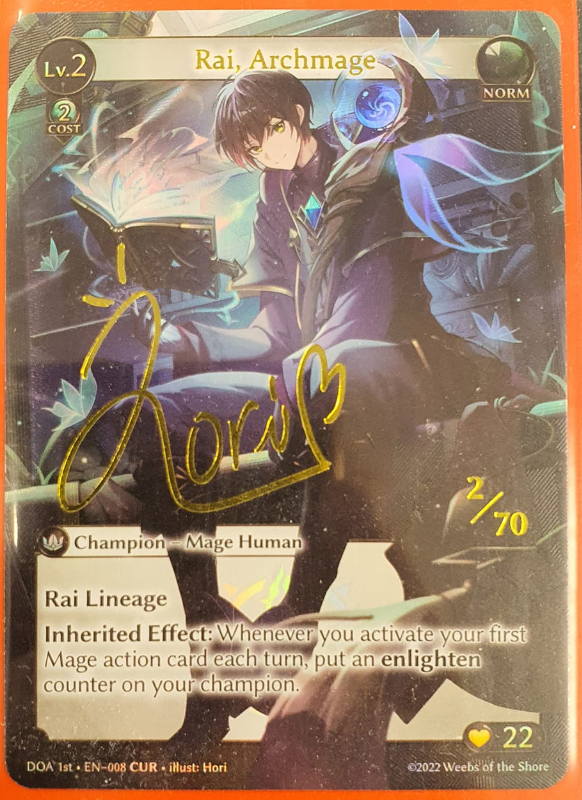 Lv.2
Rai, Archmage
NORM
2
COST
Hori
2/70
Champion – Mage Human
Rai Lineage
Inherited Effect: Whenever you activate your first
Mage action card each turn, put an enlighten
counter on your champion.
22
DOA 1st • EN-008 CUR • illust: Hori
©2022 Weebs of the Shore